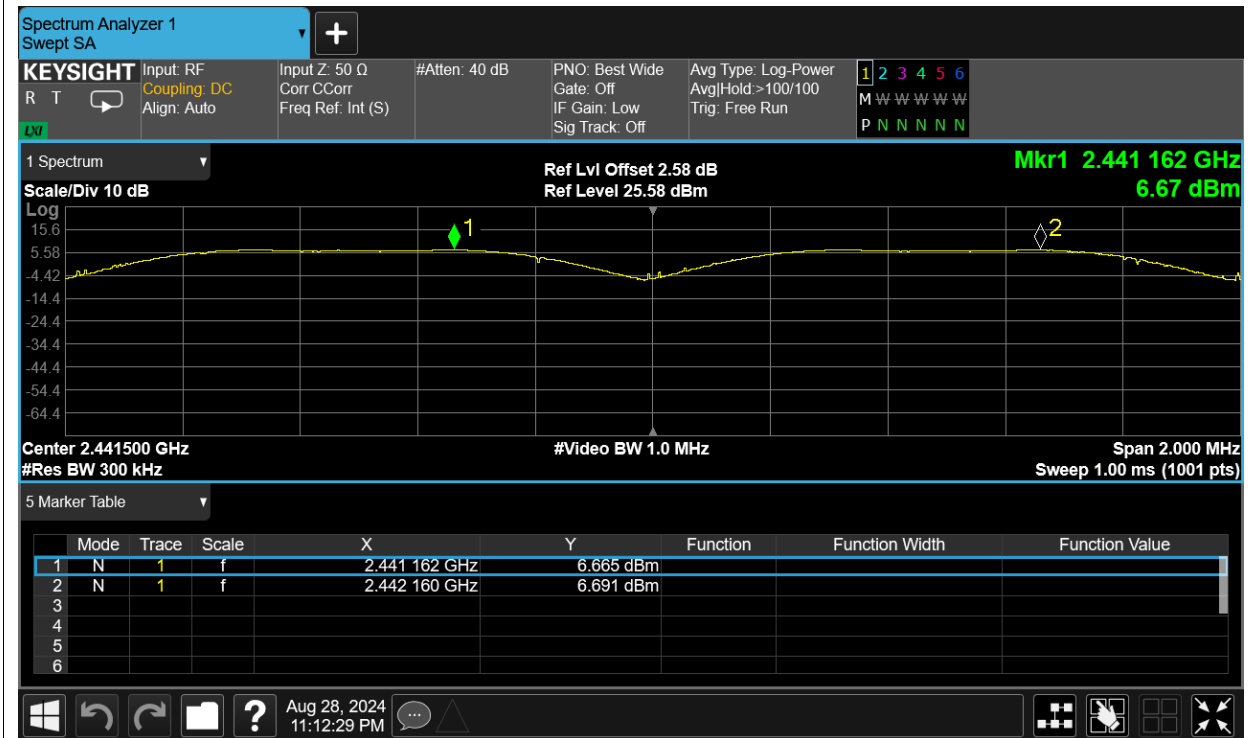 Spectrum Analyzer 1
Swept SA
KEYSIGHT
R T
LXI
Input: RF
Coupling: DC
Align: Auto
Input Z: 50 Ω
Corr CCorr
Freq Ref: Int (S)
#Atten: 40 dB
PNO: Best Wide
Gate: Off
IF Gain: Low
Sig Track: Off
Avg Type: Log-Power
Avg|Hold:>100/100
Trig: Free Run
1 2 3 4 5 6
M W W W W W
P N N N N N
1 Spectrum
Scale/Div 10 dB
Ref Lvl Offset 2.58 dB
Ref Level 25.58 dBm
Mkr1 2.441 162 GHz
6.67 dBm
Log
15.6
5.58
-4.42
-14.4
-24.4
-34.4
-44.4
-54.4
-64.4
1
2
Center 2.441500 GHz
#Res BW 300 kHz
#Video BW 1.0 MHz
Span 2.000 MHz
Sweep 1.00 ms (1001 pts)
5 Marker Table
Mode Trace Scale X Y Function Function Width Function Value
1 N 1 f 2.441 162 GHz 6.665 dBm
2 N 1 f 2.442 160 GHz 6.691 dBm
3
4
5
6
?
Aug 28, 2024
11:12:29 PM